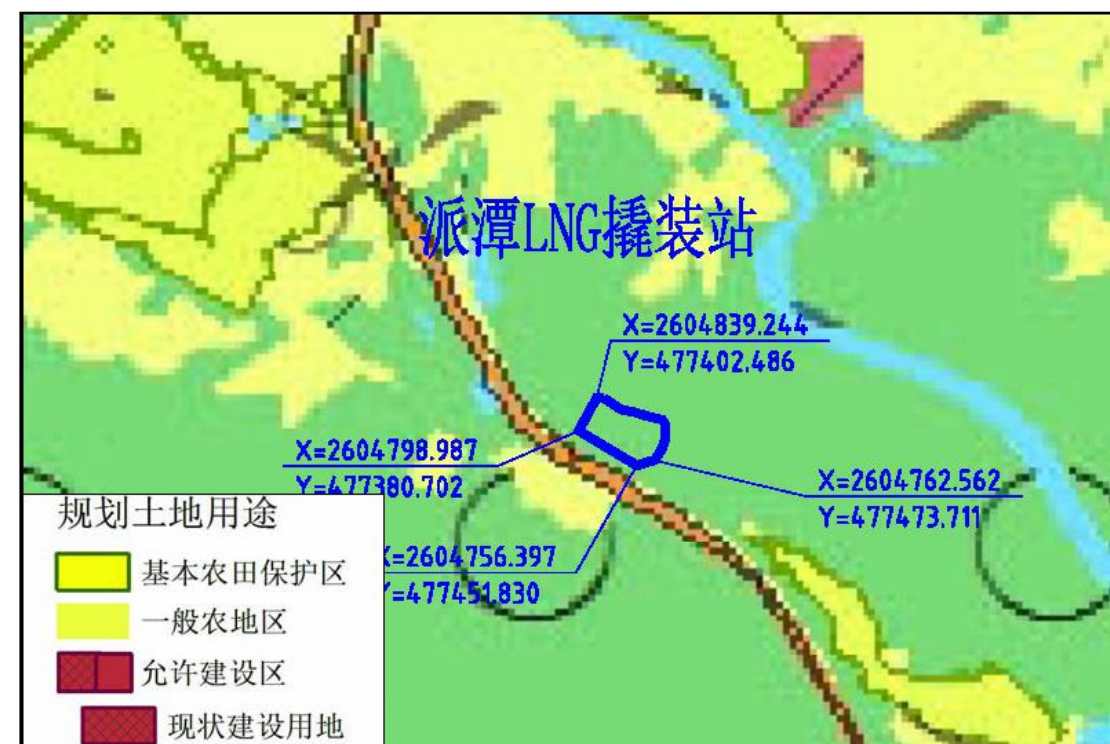 派潭LNG撬装站
X=2604839.244
Y=477402.486
X=2604798.987
Y=477380.702
X=2604762.562
Y=477473.711
X=2604756.397
Y=477451.830
规划土地用途
基本农田保护区
一般农地区
允许建设区
现状建设用地